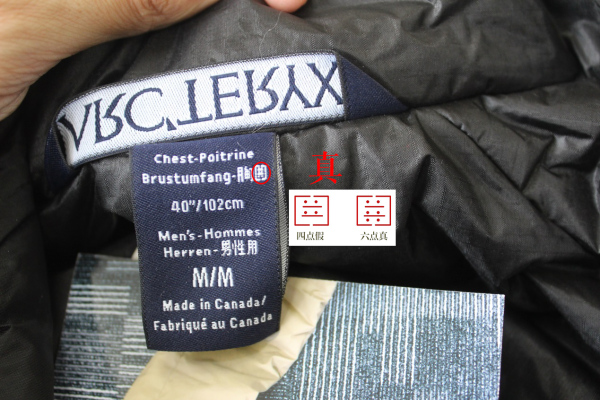 ARC'TERYX
Chest-Poitrine
Brustumfang-胸囲
40"/102cm
Men's-Hommes
Herren-男性用
M/M
Made in Canada/
Fabriqué au Canada
真
四点假 六点真